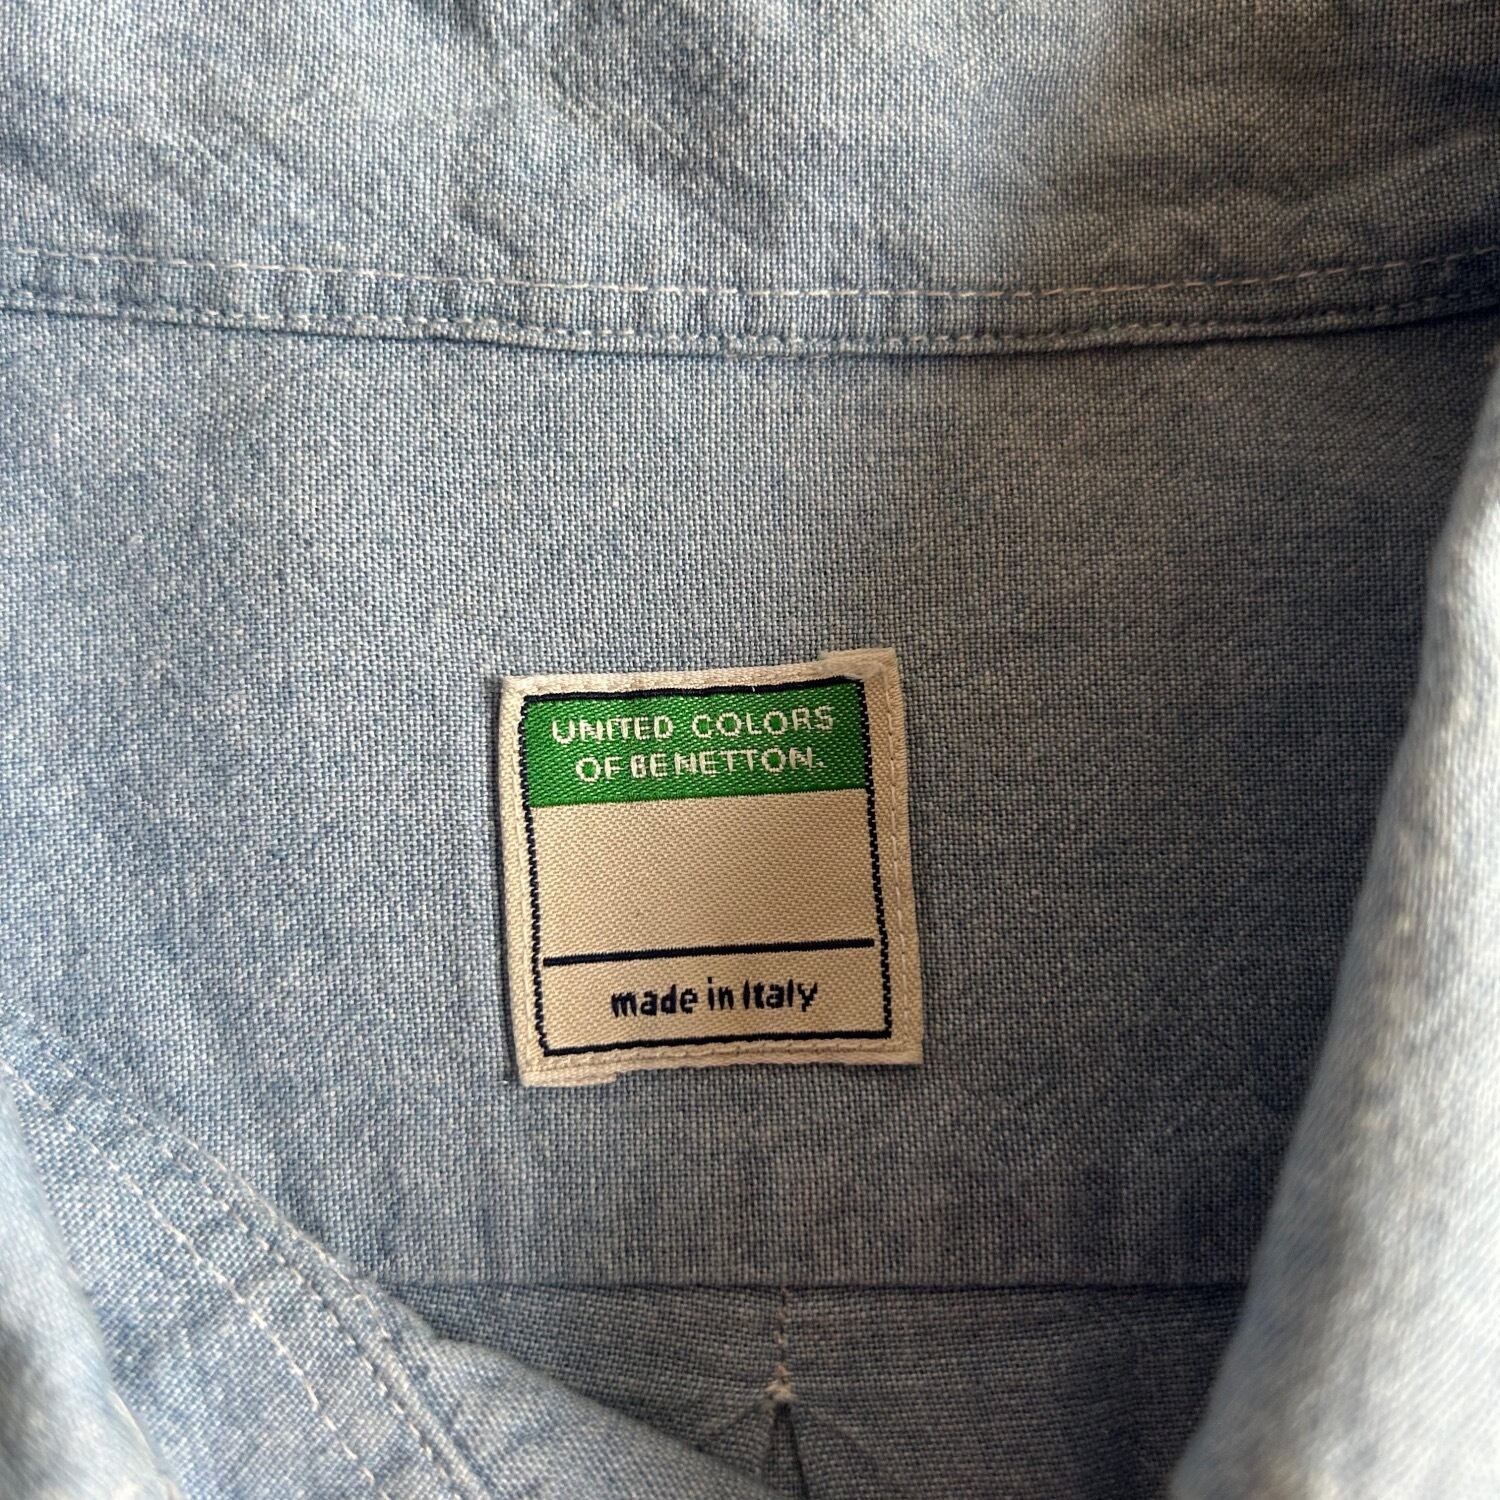 UNITED COLORS
OF BENETTON.
made in Italy